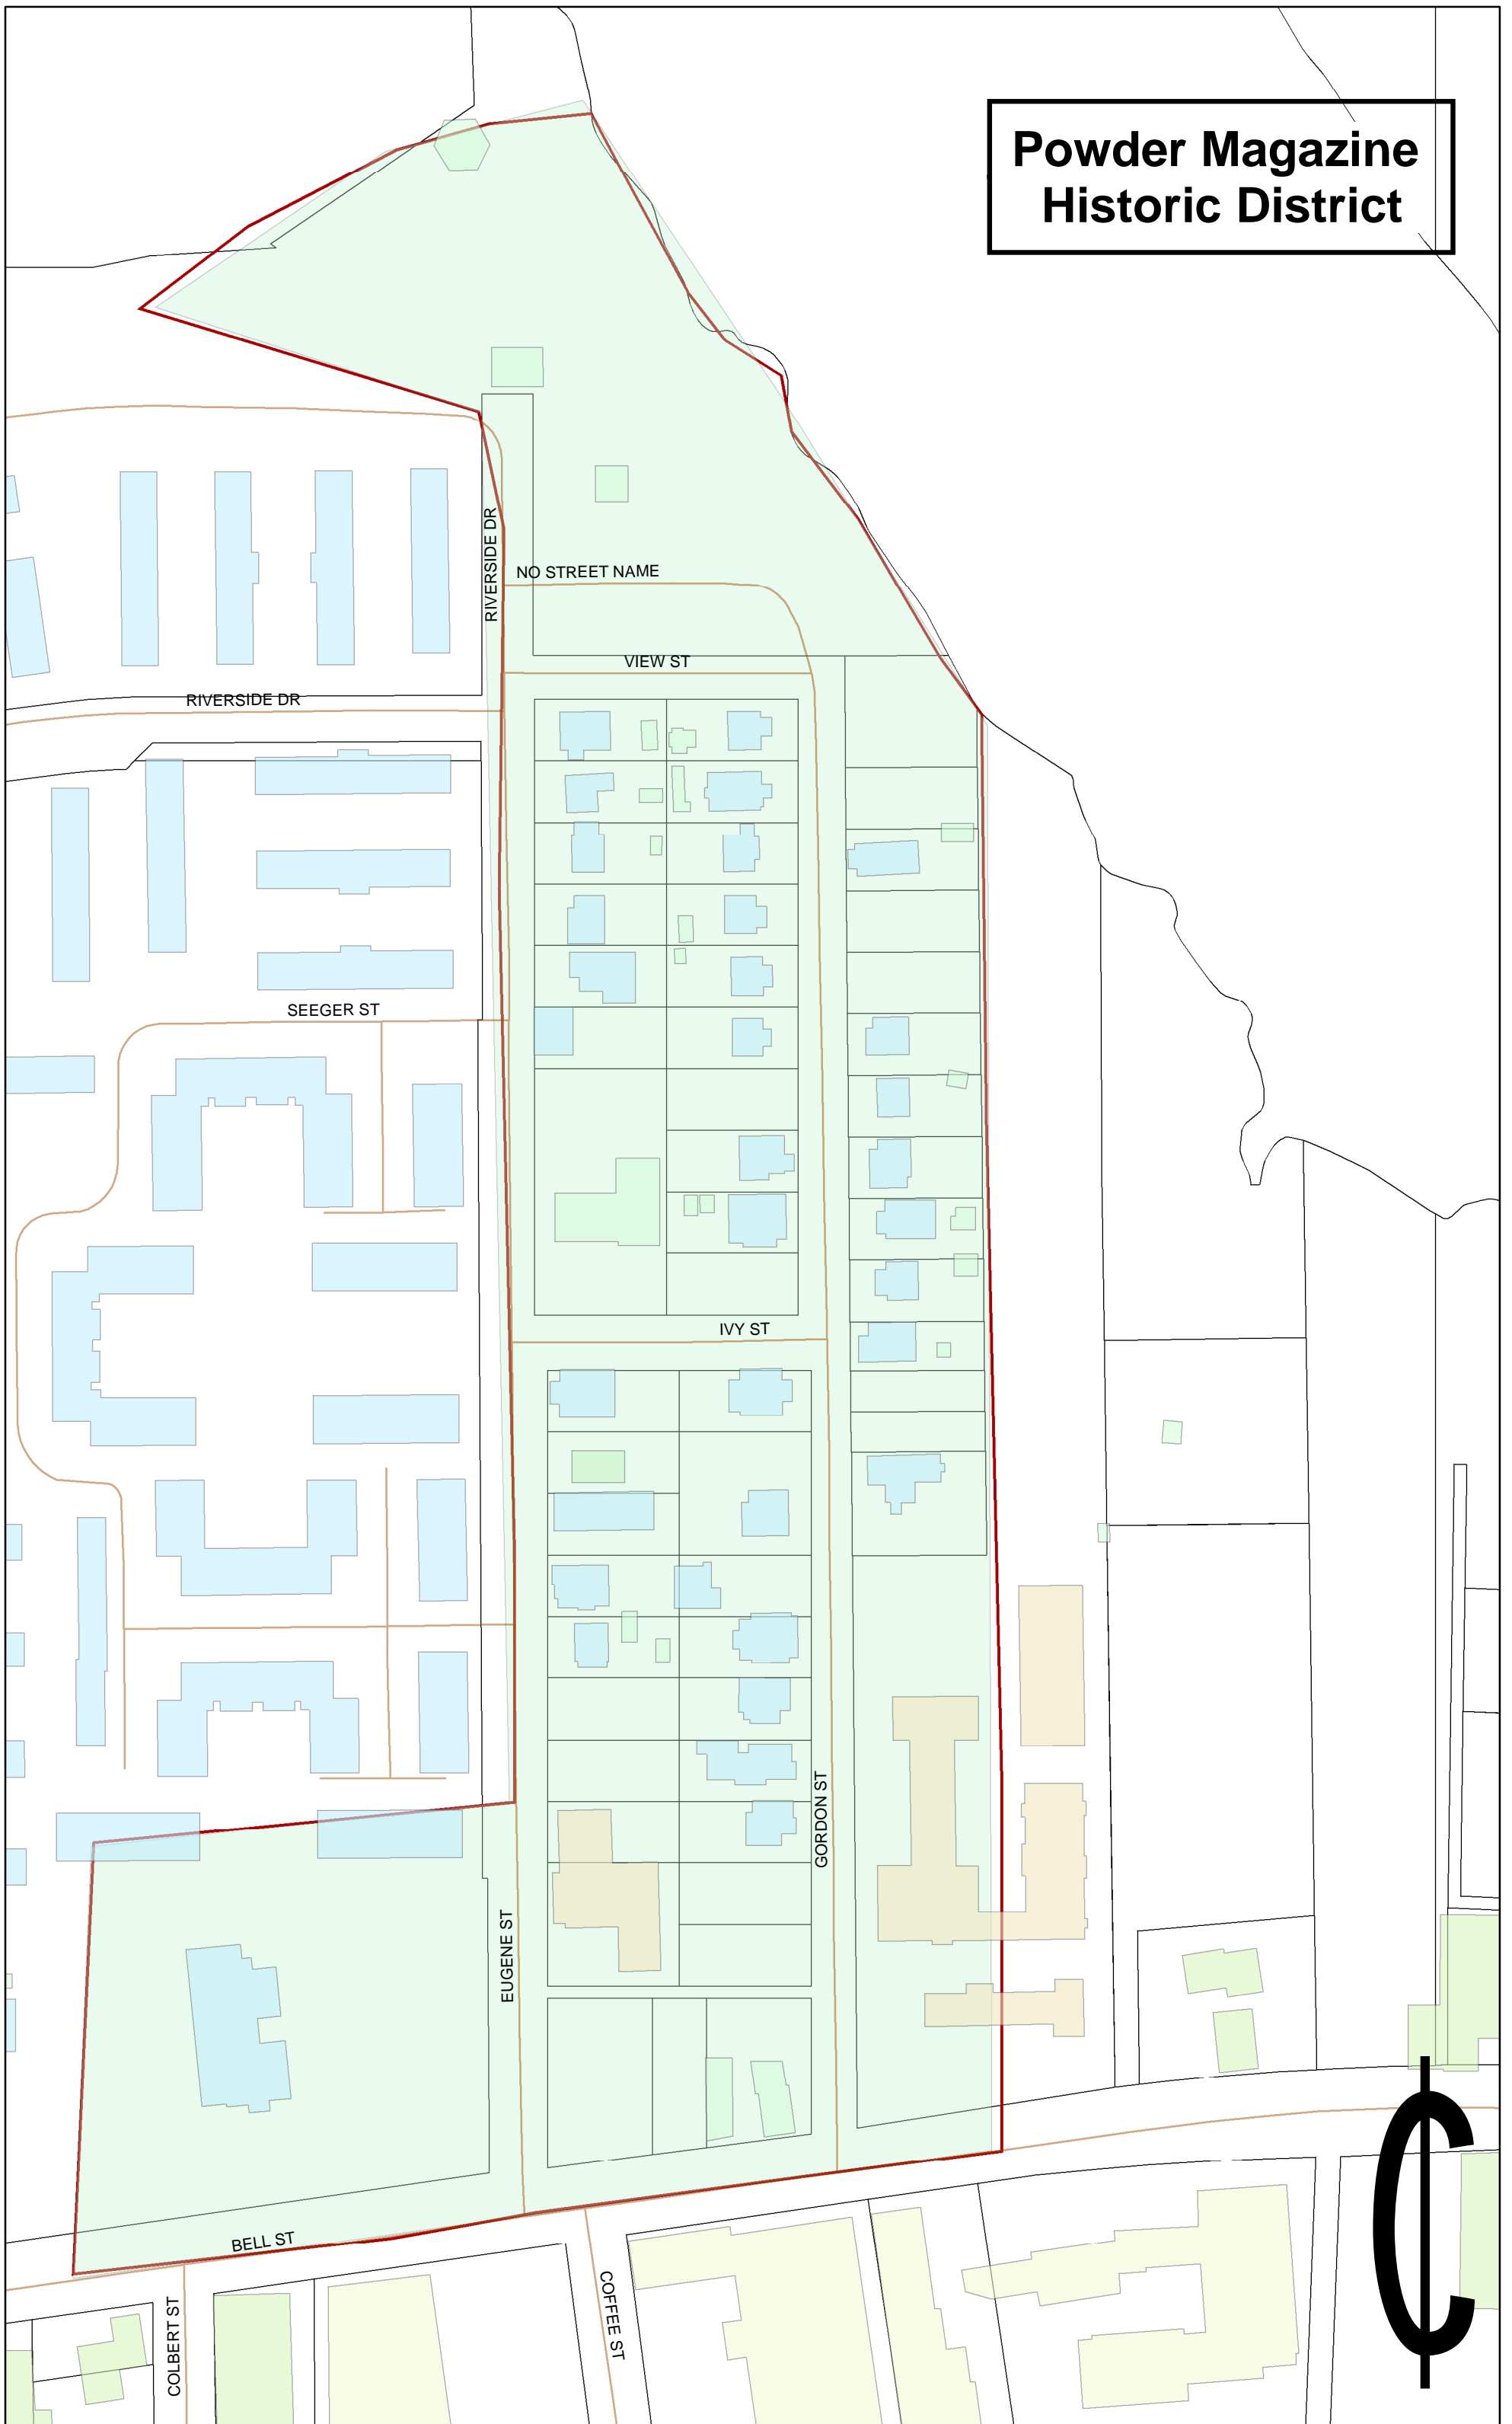 Powder Magazine
Historic District
RIVERSIDE DR
NO STREET NAME
VIEW ST
RIVERSIDE DR
SEEGER ST
IVY ST
GORDON ST
EUGENE ST
BELL ST
COLBERT ST
COFFEE ST
¢